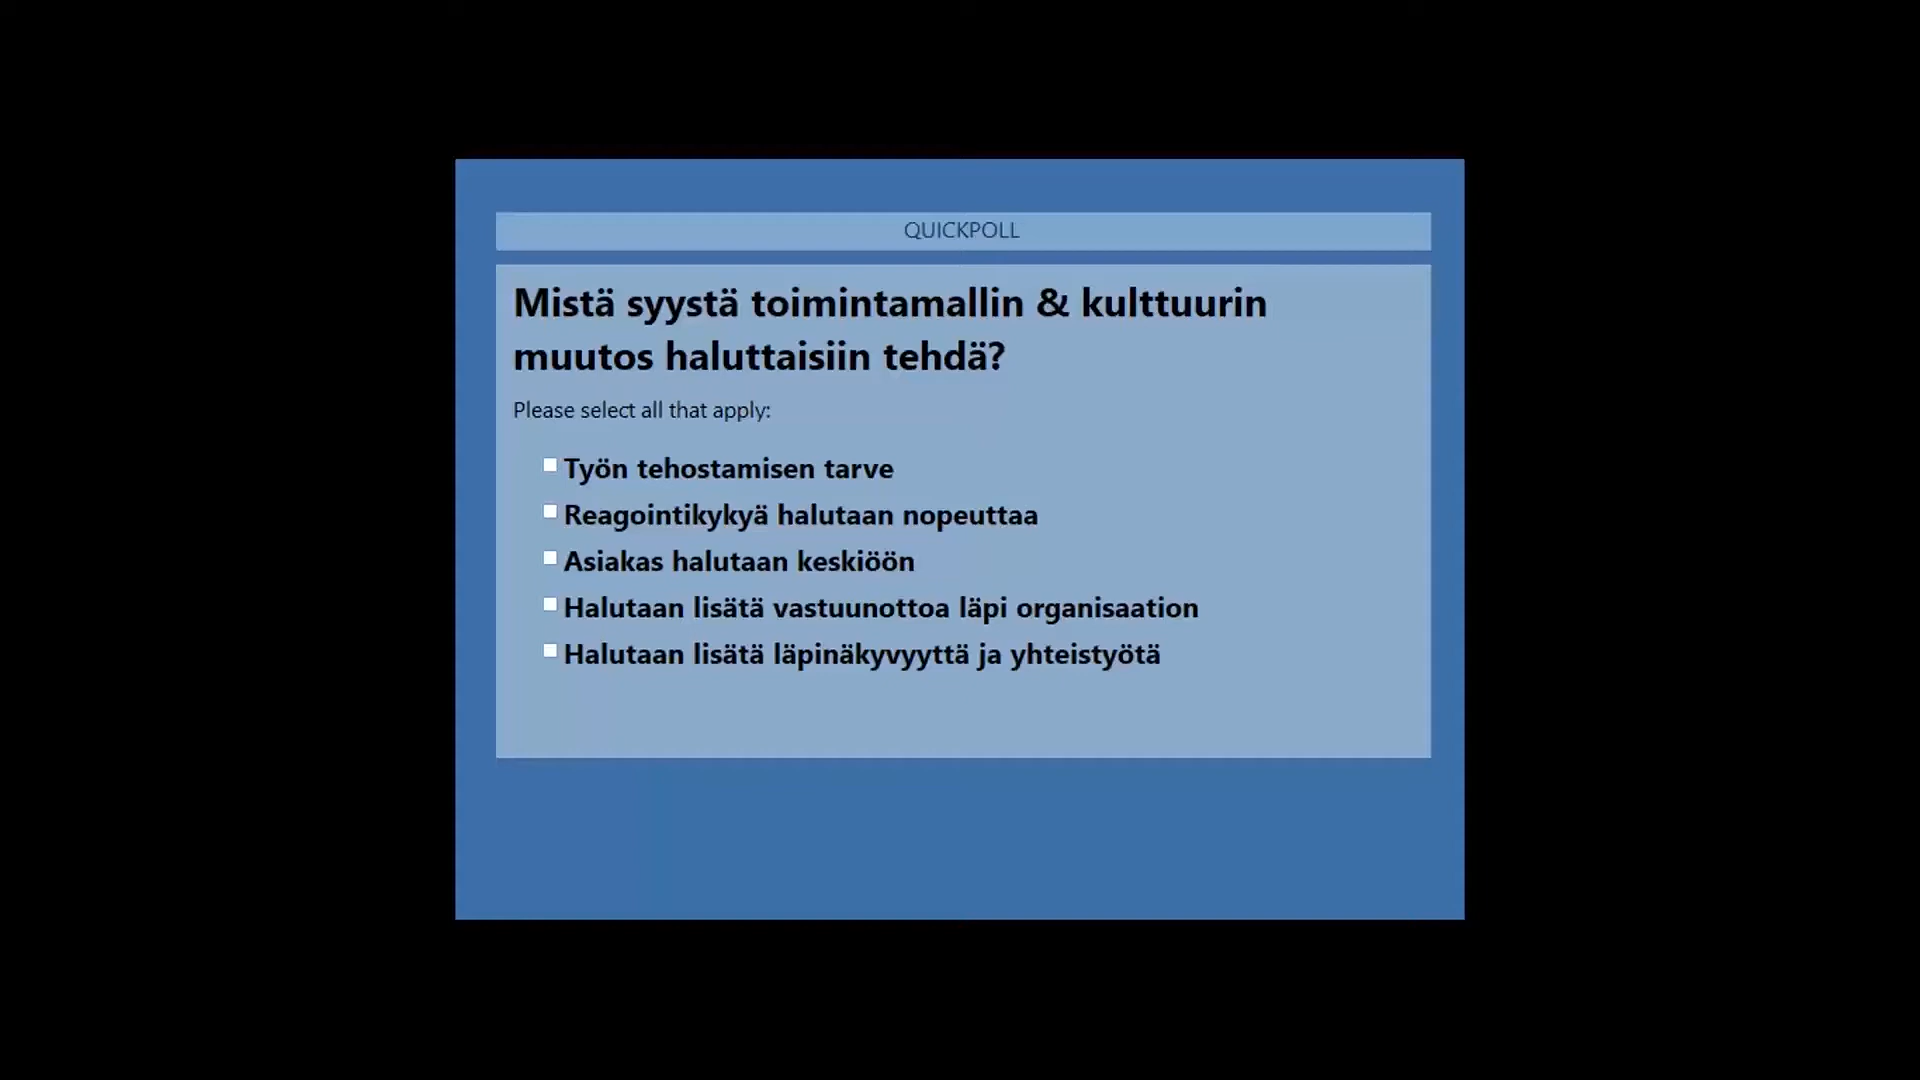 QUICKPOLL
Mistä syystä toimintamallin & kulttuurin
muutos haluttaisiin tehdä?
Please select all that apply:
Työn tehostamisen tarve
Reagointikykyä halutaan nopeuttaa
Asiakas halutaan keskiöön
Halutaan lisätä vastuunottoa läpi organisaation
Halutaan lisätä läpinäkyvyyttä ja yhteistyötä